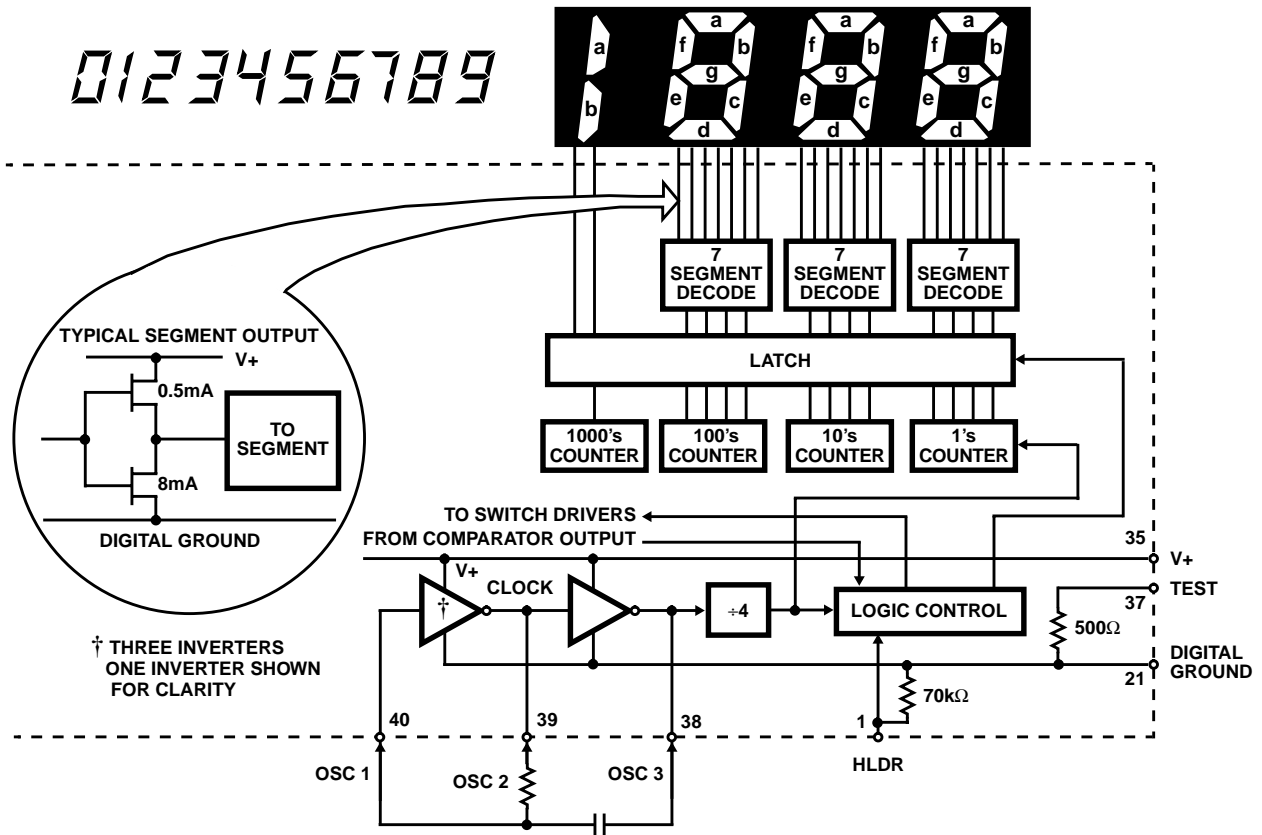 0123456789
a
b
a
f
b
g
e
c
d
a
f
b
g
e
c
d
a
f
b
g
e
c
d
7
SEGMENT
DECODE
7
SEGMENT
DECODE
7
SEGMENT
DECODE
TYPICAL SEGMENT OUTPUT
V+
0.5mA
TO
SEGMENT
8mA
DIGITAL GROUND
LATCH
1000's
COUNTER
100's
COUNTER
10's
COUNTER
1's
COUNTER
TO SWITCH DRIVERS
FROM COMPARATOR OUTPUT
35
V+
V+
CLOCK
†
÷4
LOGIC CONTROL
TEST
37
500Ω
DIGITAL
GROUND
21
70kΩ
† THREE INVERTERS
ONE INVERTER SHOWN
FOR CLARITY
40
39
38
1
OSC 1
OSC 2
OSC 3
HLDR